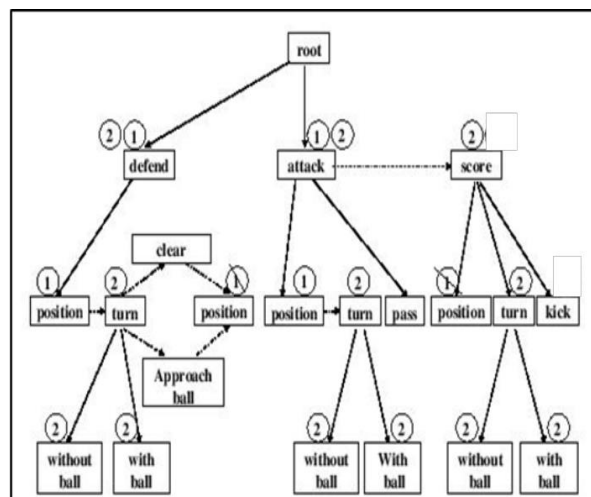 root
2 1 1 2 2
defend attack score
clear
1 2 1 1 2 1 2
position turn position position turn pass position turn kick
Approach
ball
2 2 2 2 2 2
without with without With without with
ball ball ball ball ball ball